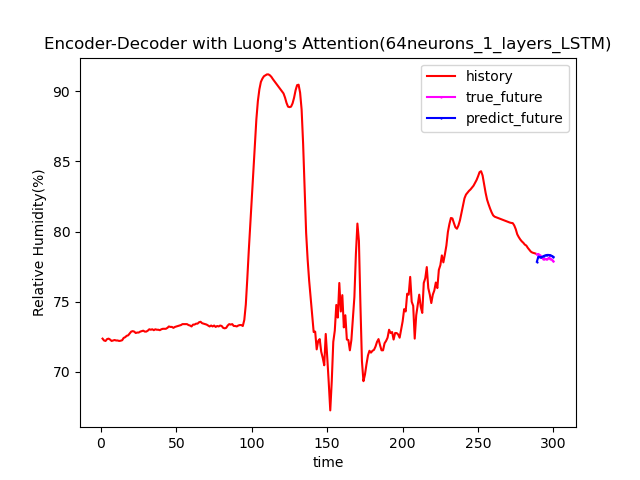 Encoder-Decoder with Luong's Attention(64neurons_1_layers_LSTM)
history
true_future
predict_future
Relative Humidity(%)
90
85
80
75
70
0 50 100 150 200 250 300
time